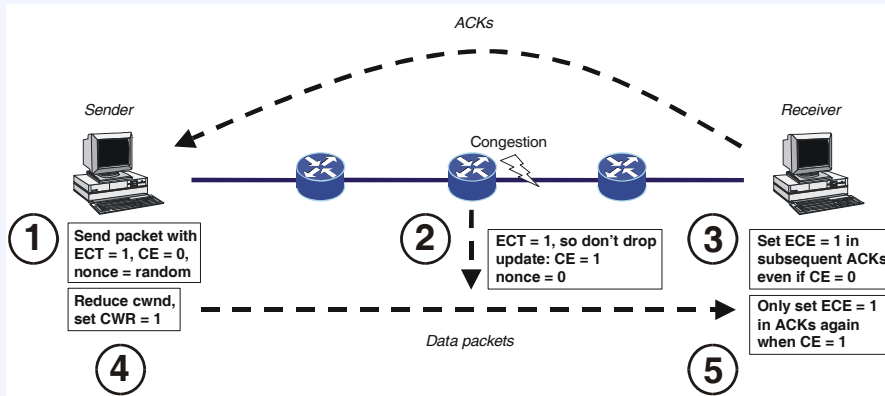 ACKs
Sender
Receiver
Congestion
1
Send packet with
ECT = 1, CE = 0,
nonce = random
2
ECT = 1, so don't drop
update: CE = 1
nonce = 0
3
Set ECE = 1 in
subsequent ACKs
even if CE = 0
Reduce cwnd,
set CWR = 1
Only set ECE = 1
in ACKs again
when CE = 1
Data packets
4
5